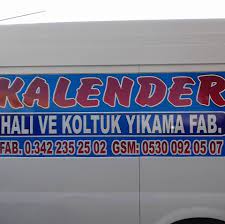 KALENDER
HALI VE KOLTUK YIKAMA FAB.
FAB. 0.342 235 25 02 GSM: 0530 092 05 07